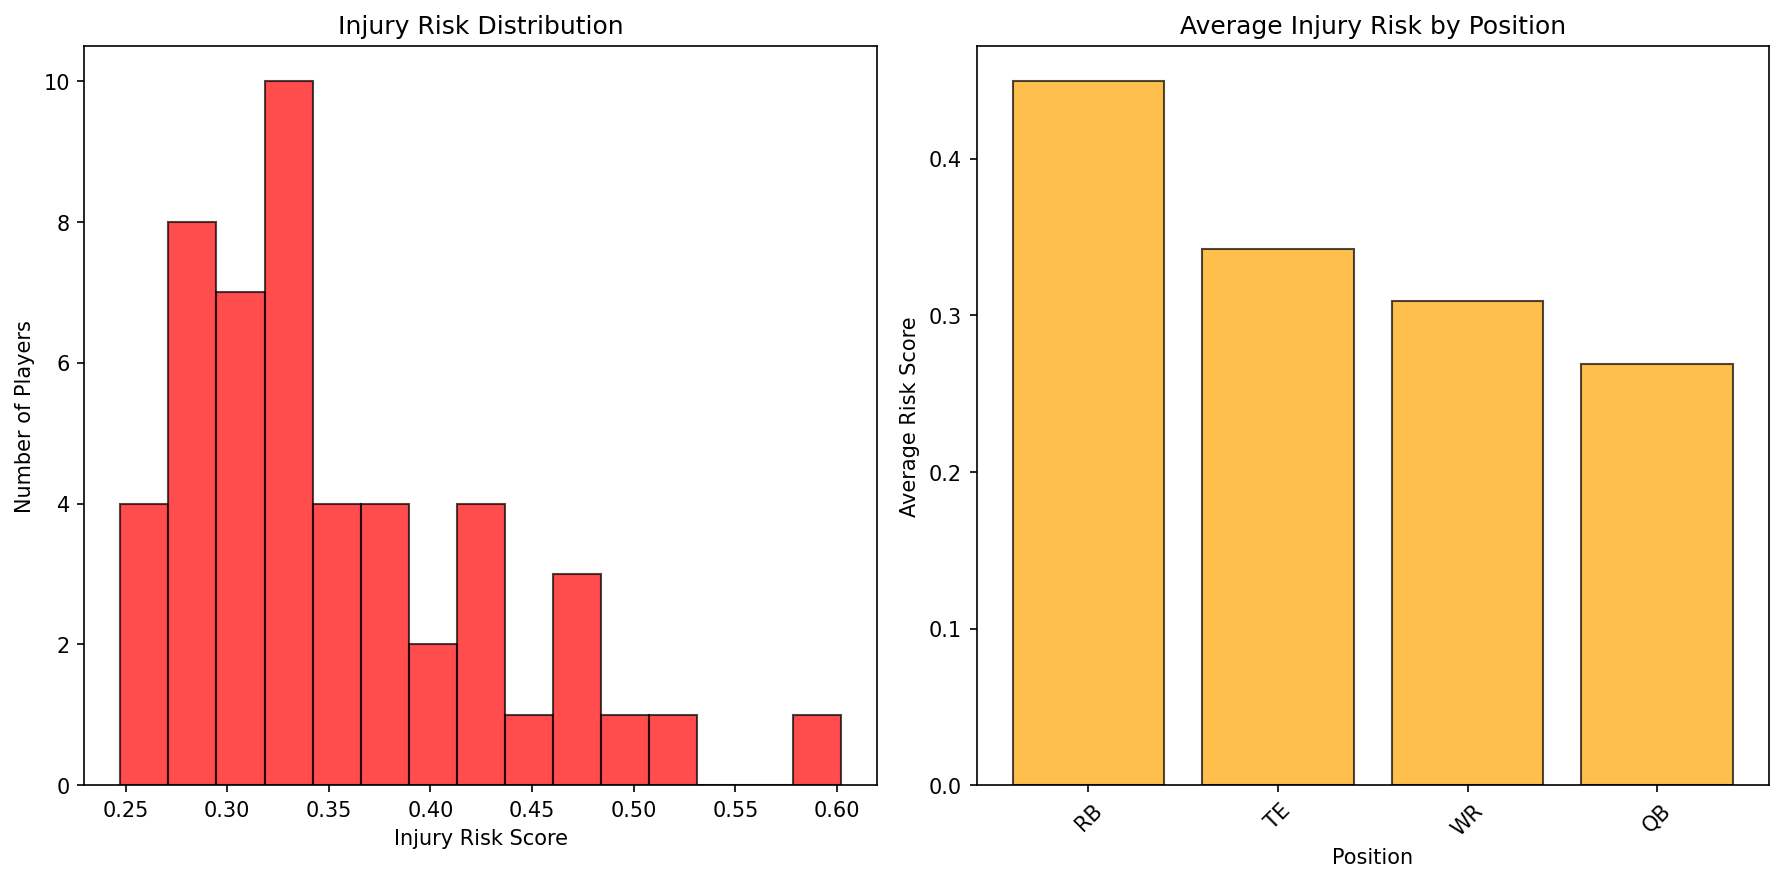 Injury Risk Distribution
Number of Players
10
8
6
4
2
0
0.25 0.30 0.35 0.40 0.45 0.50 0.55 0.60
Injury Risk Score
Average Injury Risk by Position
Average Risk Score
0.4
0.3
0.2
0.1
0.0
RB TE WR QB
Position